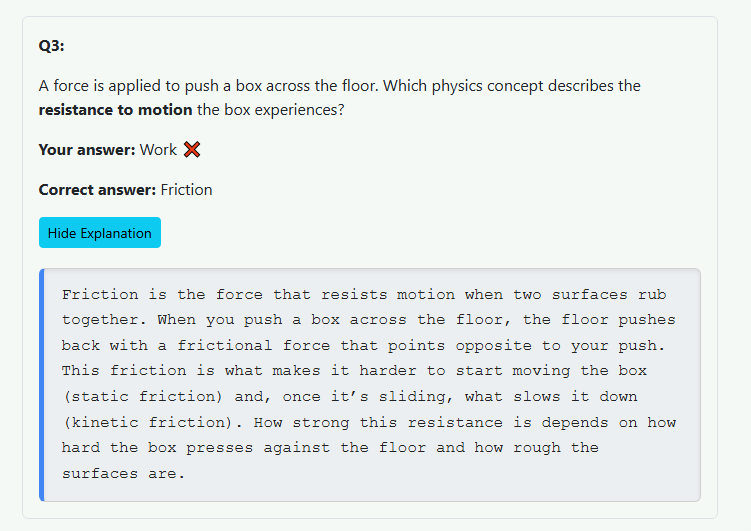 Q3:
A force is applied to push a box across the floor. Which physics concept describes the
resistance to motion the box experiences?
Your answer: Work ❌
Correct answer: Friction
Hide Explanation
Friction is the force that resists motion when two surfaces rub
together. When you push a box across the floor, the floor pushes
back with a frictional force that points opposite to your push.
This friction is what makes it harder to start moving the box
(static friction) and, once it’s sliding, what slows it down
(kinetic friction). How strong this resistance is depends on how
hard the box presses against the floor and how rough the
surfaces are.